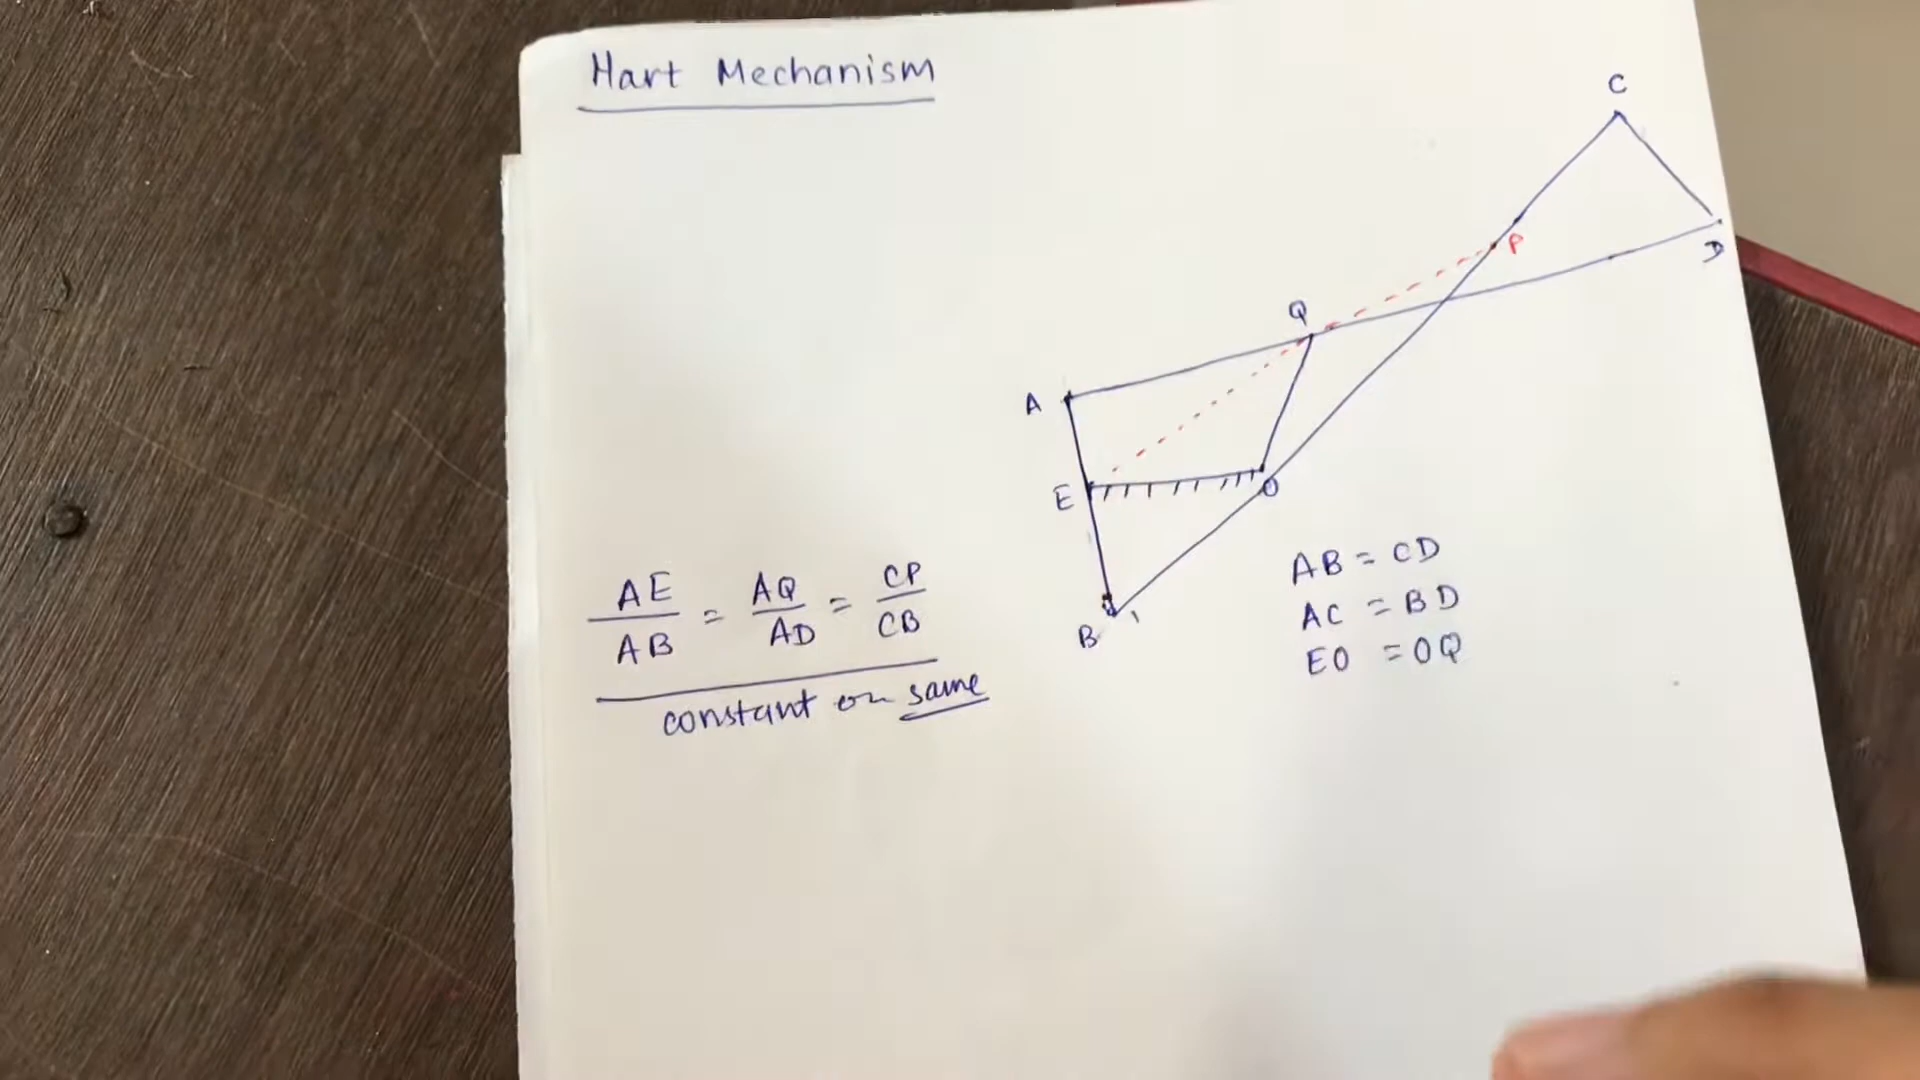 Hart Mechanism
C
P
D
Q
A
E
O
B
AE/AB = AQ/AD = CP/CB
constant or same
AB = CD
AC = BD
EO = OQ